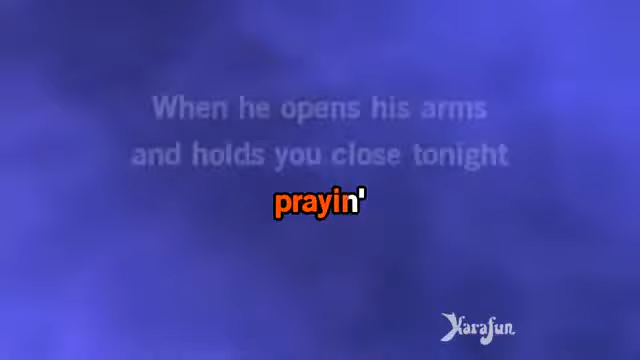 When he opens his arms
and holds you close tonight
prayin'
Karafun